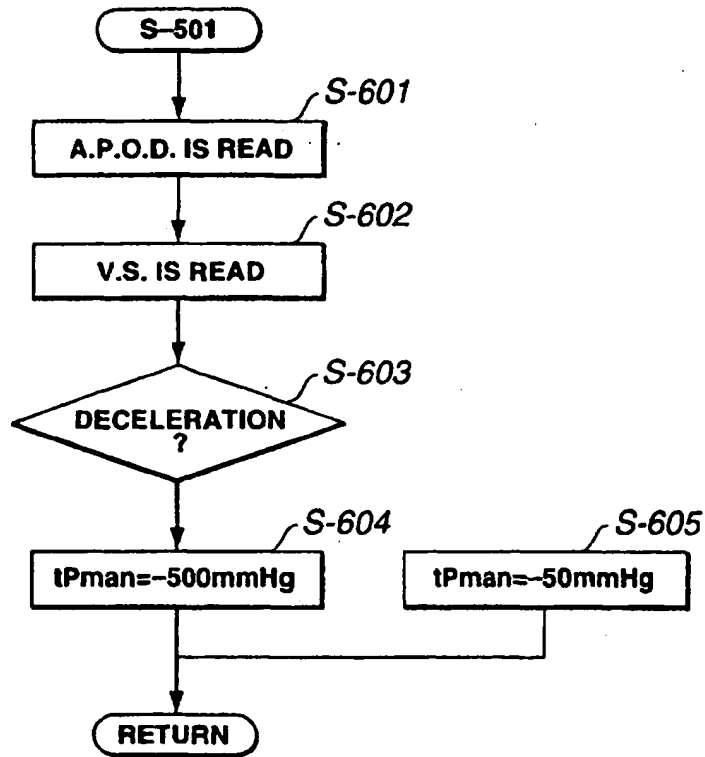 S-501
S-601
A.P.O.D. IS READ
S-602
V.S. IS READ
S-603
DECELERATION
?
S-604
tPman=-500mmHg
S-605
tPman=-50mmHg
RETURN